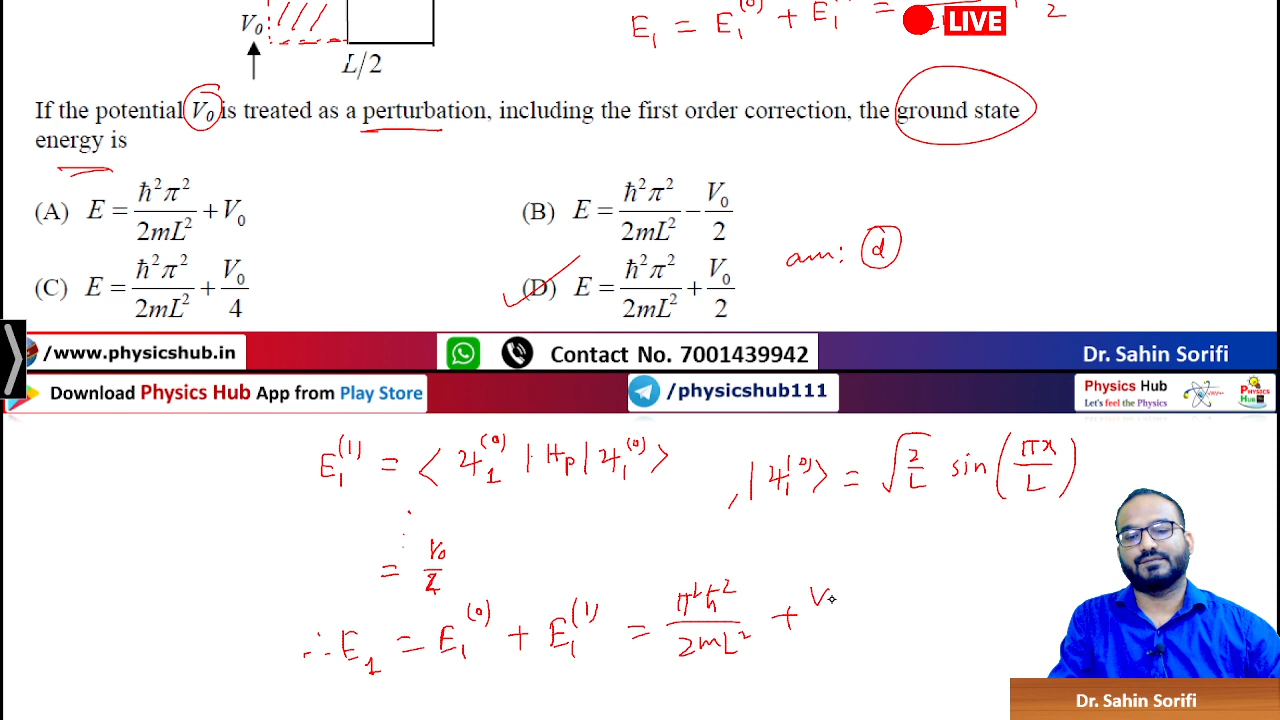 V₀
L/2
E₁ = E₁⁽⁰⁾ + E₁ =
2
LIVE
If the potential V₀ is treated as a perturbation, including the first order correction, the ground state
energy is
(A) E = ħ²π²/2mL² + V₀
(B) E = ħ²π²/2mL² − V₀/2
(C) E = ħ²π²/2mL² + V₀/4
(D) E = ħ²π²/2mL² + V₀/2
ans: (d)
/www.physicshub.in
Contact No. 7001439942
Dr. Sahin Sorifi
Download Physics Hub App from Play Store
/physicshub111
Physics Hub
Let's feel the Physics
PHYSICS
HUB
E₁⁽¹⁾ = ⟨ψ₁⁽⁰⁾ | Hp | ψ₁⁽⁰⁾⟩ , |ψ₁⁽⁰⁾⟩ = √(2/L) sin(πx/L)
= V₀/2
∴ E₁ = E₁⁽⁰⁾ + E₁⁽¹⁾ = π²ħ²/2mL² + V₀
Dr. Sahin Sorifi